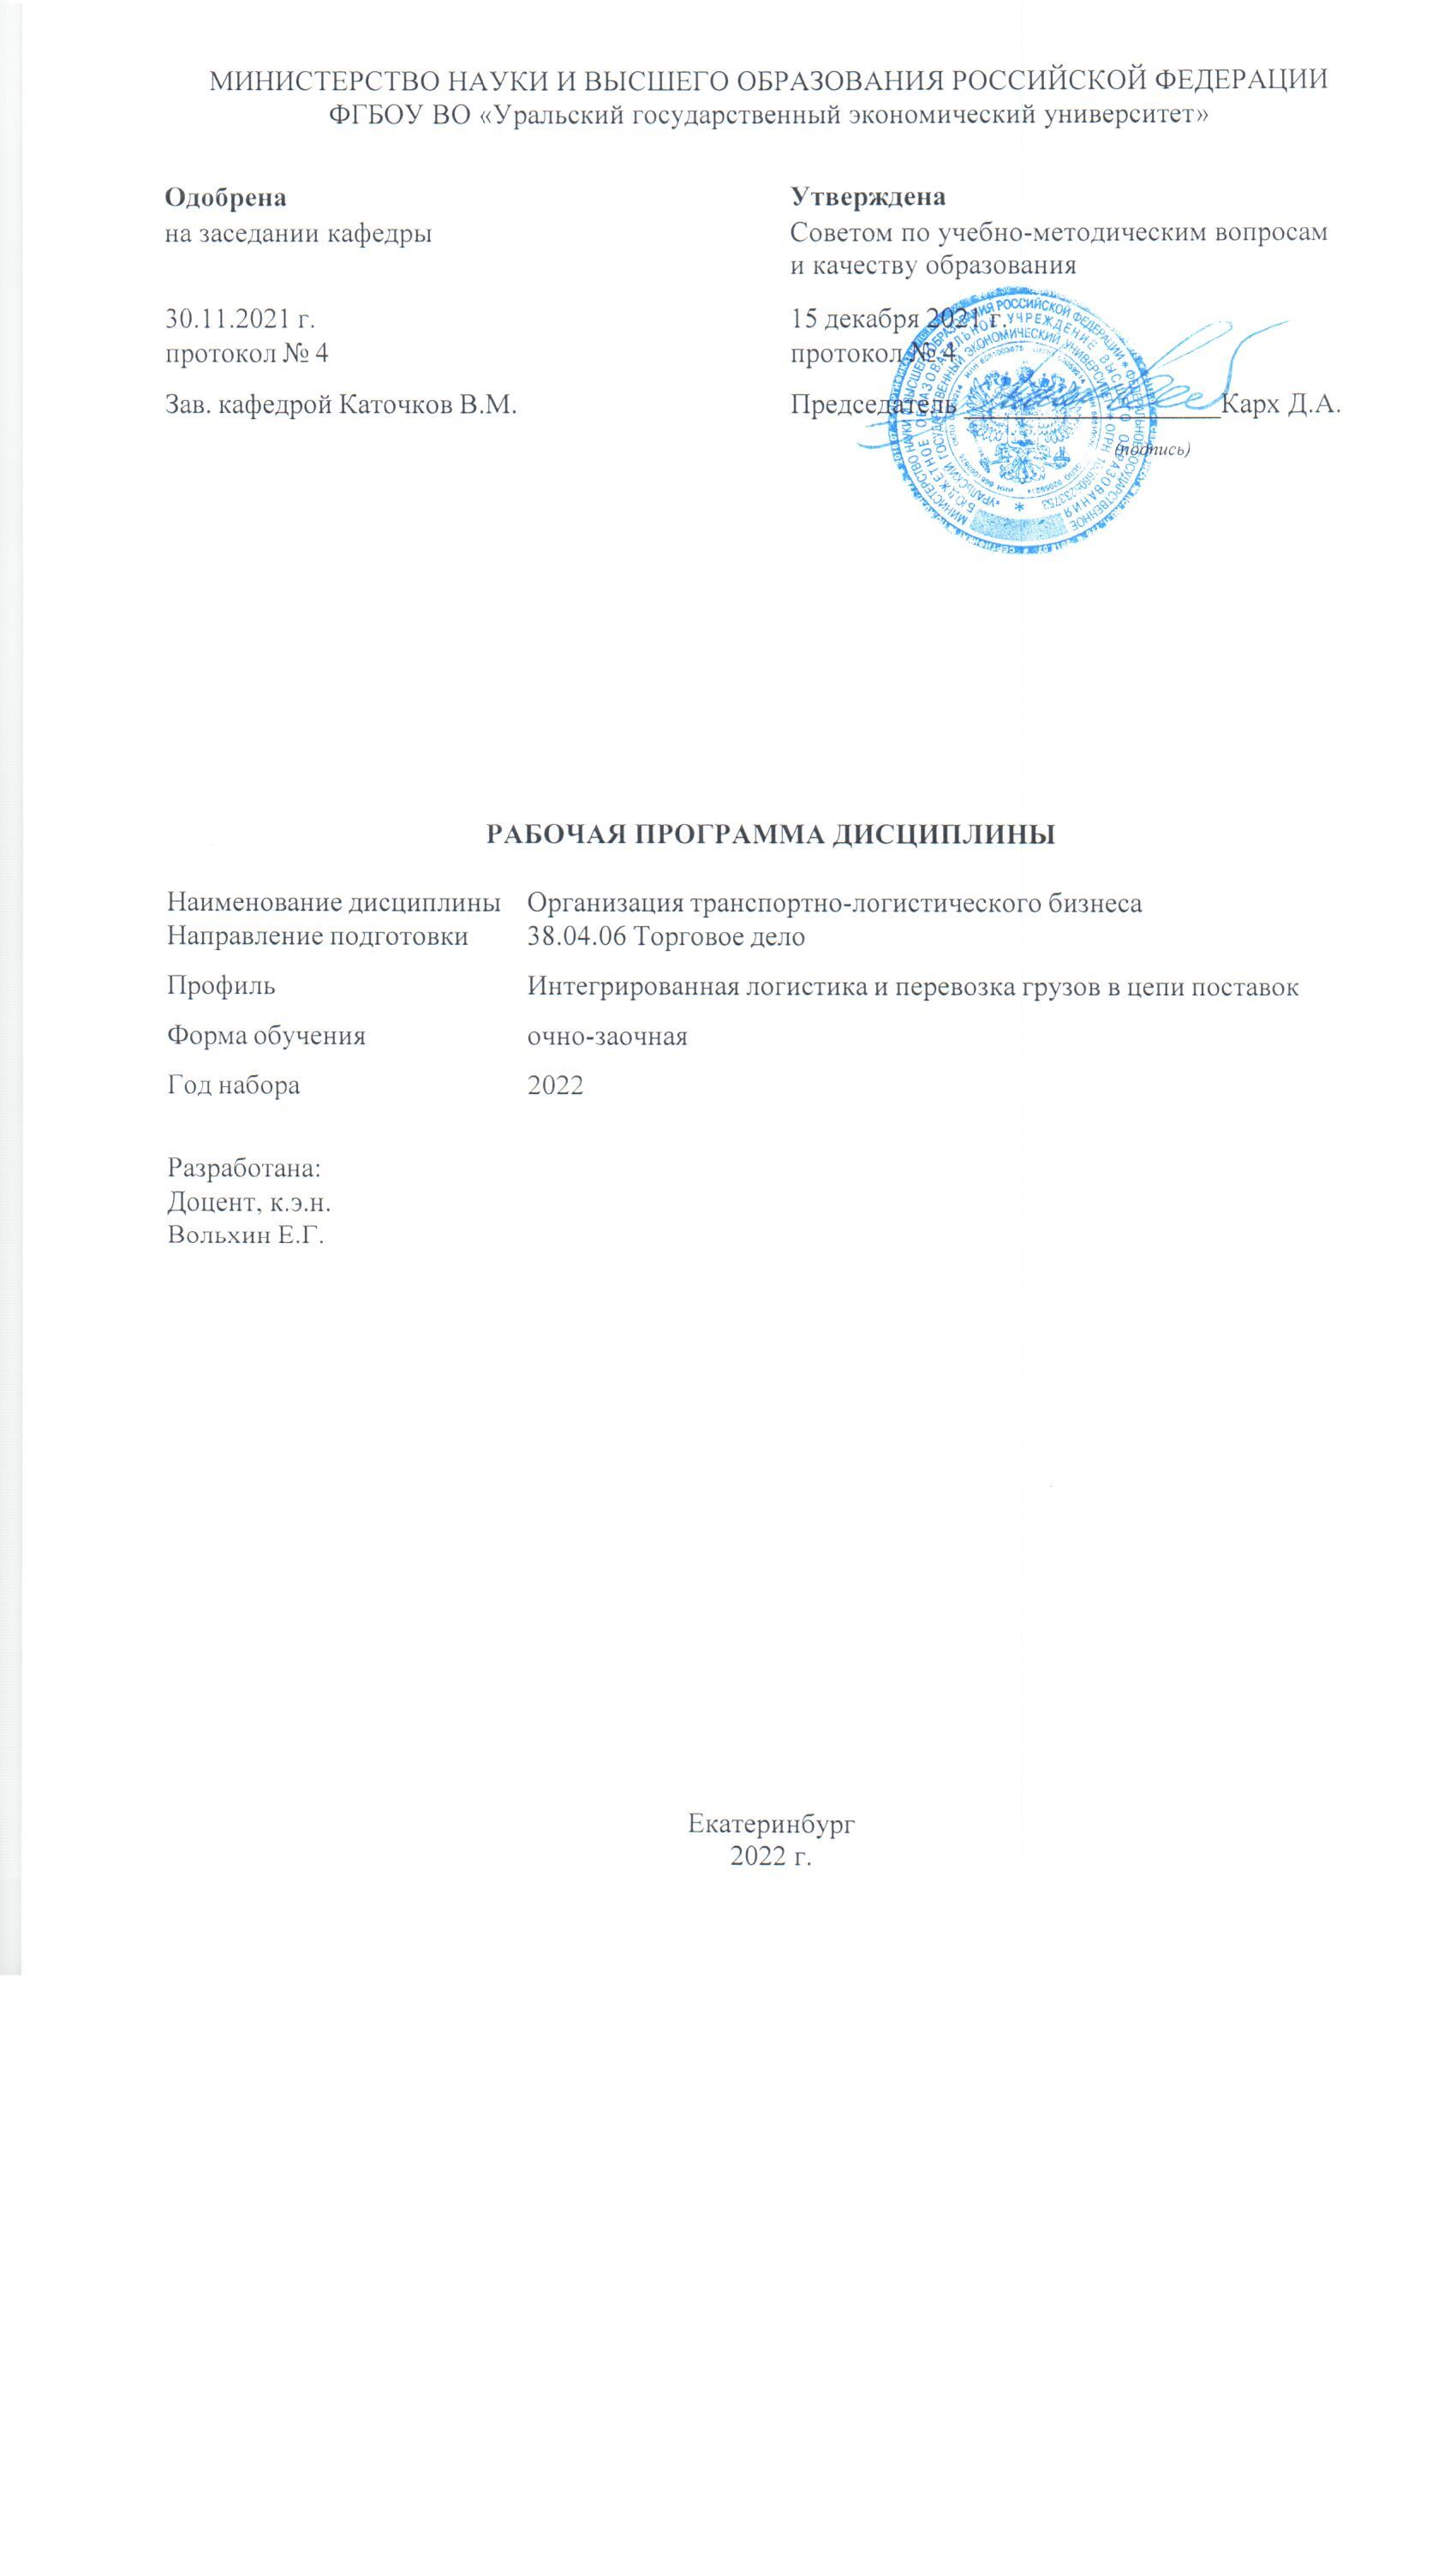 МИНИСТЕРСТВО НАУКИ И ВЫСШЕГО ОБРАЗОВАНИЯ РОССИЙСКОЙ ФЕДЕРАЦИИ
ФГБОУ ВО «Уральский государственный экономический университет»
Одобрена
на заседании кафедры
30.11.2021 г.
протокол № 4
Зав. кафедрой Каточков В.М.
Утверждена
Советом по учебно-методическим вопросам
и качеству образования
15 декабря 2021 г.
протокол № 4
Председатель Карх Д.А.
(подпись)
РАБОЧАЯ ПРОГРАММА ДИСЦИПЛИНЫ
Наименование дисциплины Организация транспортно-логистического бизнеса
Направление подготовки 38.04.06 Торговое дело
Профиль Интегрированная логистика и перевозка грузов в цепи поставок
Форма обучения очно-заочная
Год набора 2022
Разработана:
Доцент, к.э.н.
Вольхин Е.Г.
Екатеринбург
2022 г.